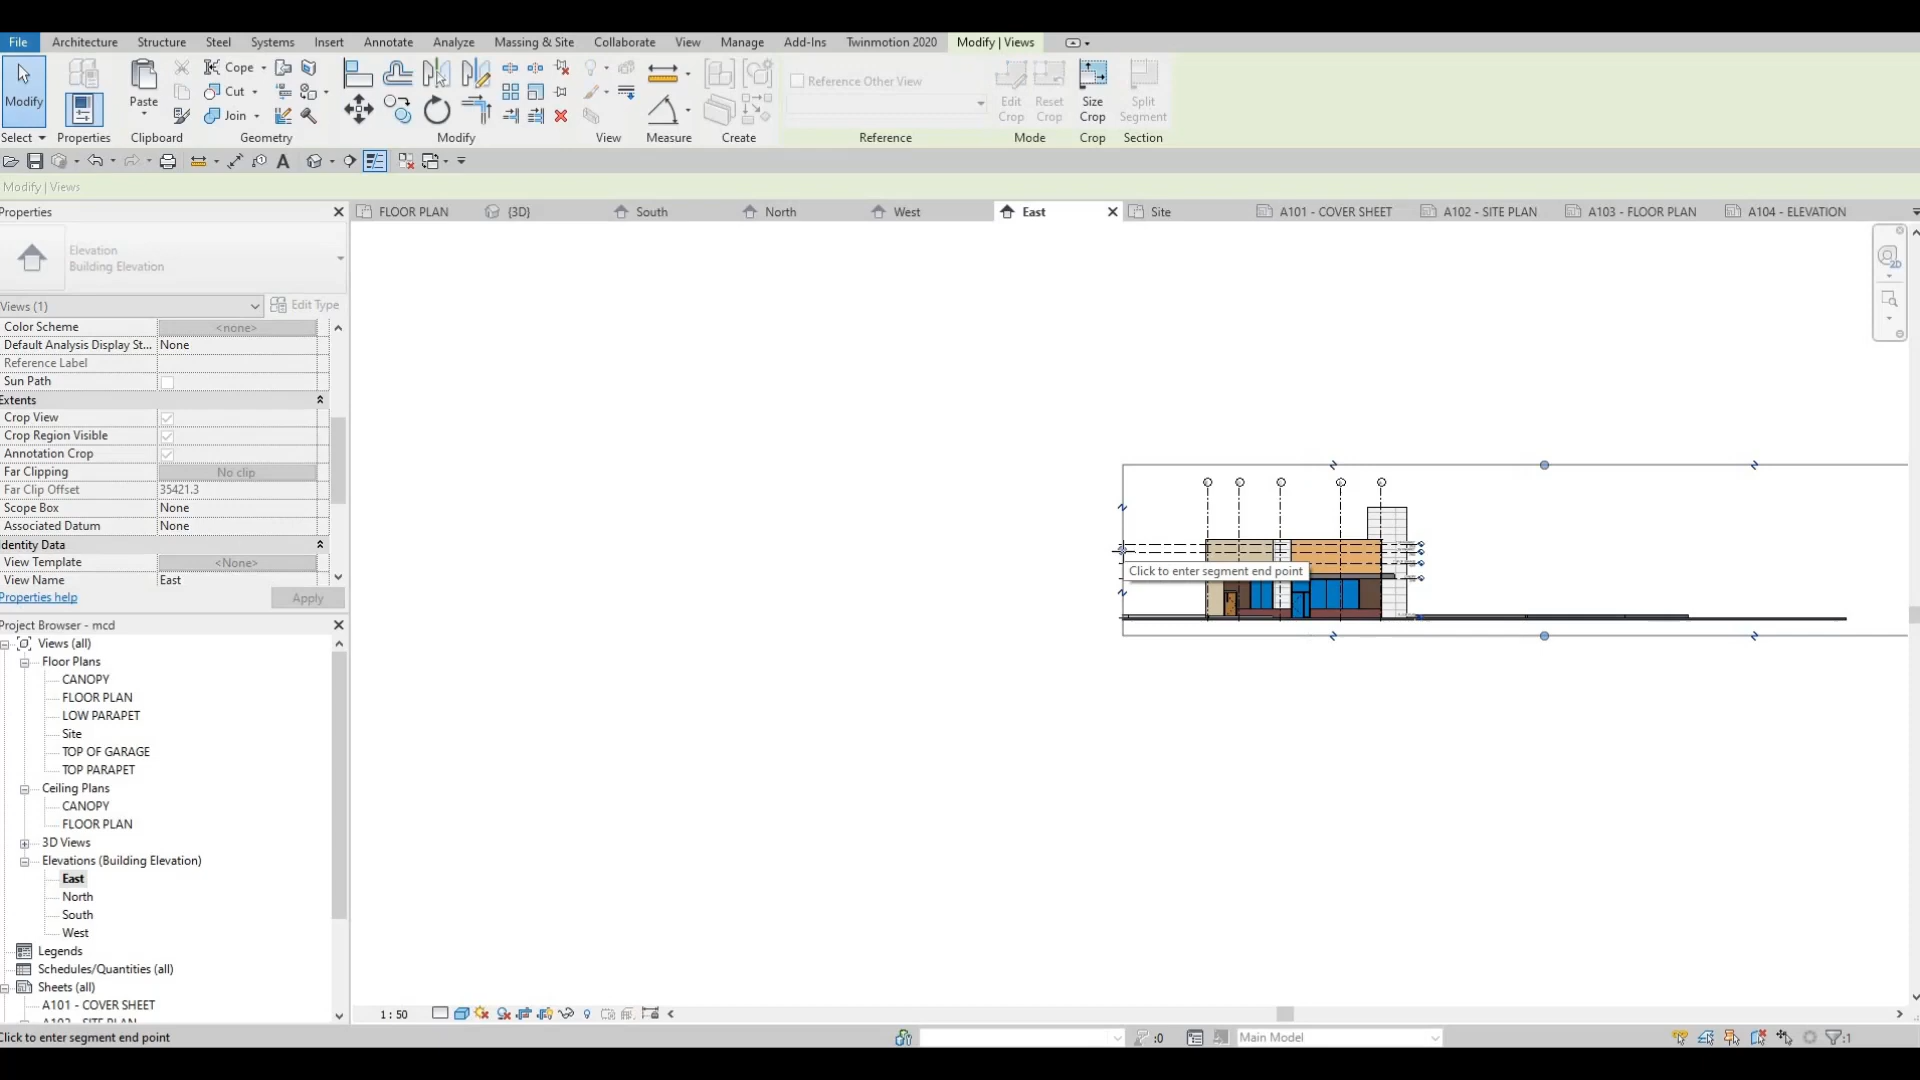 File Architecture Structure Steel Systems Insert Annotate Analyze Massing & Site Collaborate View Manage Add-Ins Twinmotion 2020 Modify | Views
Modify
Paste
Cope
Cut
Join
Reference Other View
Edit Crop
Reset Crop
Size Crop
Split Segment
Select Properties Clipboard Geometry Modify View Measure Create Reference Mode Crop Section
A
Modify | Views
Properties
FLOOR PLAN {3D} South North West East Site A101 - COVER SHEET A102 - SITE PLAN A103 - FLOOR PLAN A104 - ELEVATION
Elevation
Building Elevation
2D
Views (1) Edit Type
Color Scheme <none>
Default Analysis Display St... None
Reference Label
Sun Path
Extents
Crop View
Crop Region Visible
Annotation Crop
Far Clipping No clip
Far Clip Offset 35421.3
Scope Box None
Associated Datum None
Identity Data
View Template <None>
View Name East
Properties help Apply
Click to enter segment end point
Project Browser - mcd
Views (all)
Floor Plans
CANOPY
FLOOR PLAN
LOW PARAPET
Site
TOP OF GARAGE
TOP PARAPET
Ceiling Plans
CANOPY
FLOOR PLAN
3D Views
Elevations (Building Elevation)
East
North
South
West
Legends
Schedules/Quantities (all)
Sheets (all)
A101 - COVER SHEET
1 : 50
Click to enter segment end point :0 Main Model :1